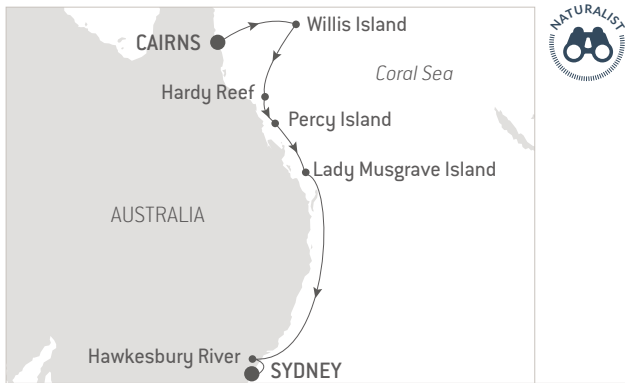 NATURALIST
Willis Island
CAIRNS
Coral Sea
Hardy Reef
Percy Island
Lady Musgrave Island
AUSTRALIA
Hawkesbury River
SYDNEY